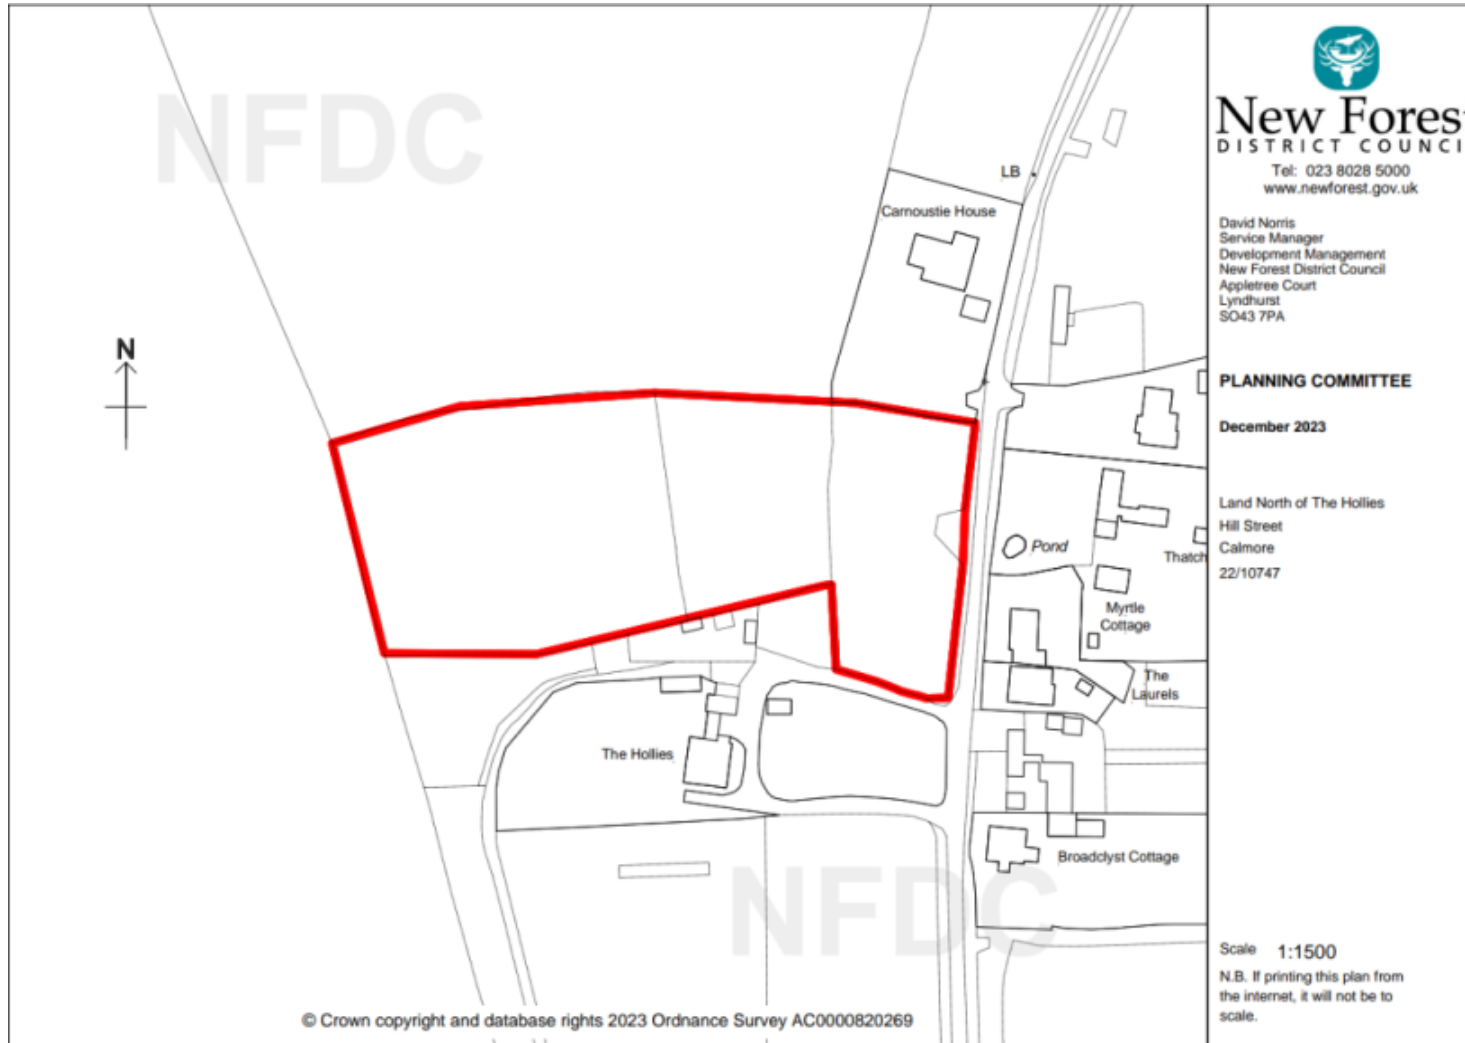 NFDC
N
LB
Carnoustie House
Pond
Thatch
Myrtle
Cottage
The
Laurels
The Hollies
Broadclyst Cottage
NFDC
© Crown copyright and database rights 2023 Ordnance Survey AC0000820269
New Forest
DISTRICT COUNCI
Tel: 023 8028 5000
www.newforest.gov.uk
David Norris
Service Manager
Development Management
New Forest District Council
Appletree Court
Lyndhurst
SO43 7PA
PLANNING COMMITTEE
December 2023
Land North of The Hollies
Hill Street
Calmore
22/10747
Scale 1:1500
N.B. If printing this plan from
the internet, it will not be to
scale.